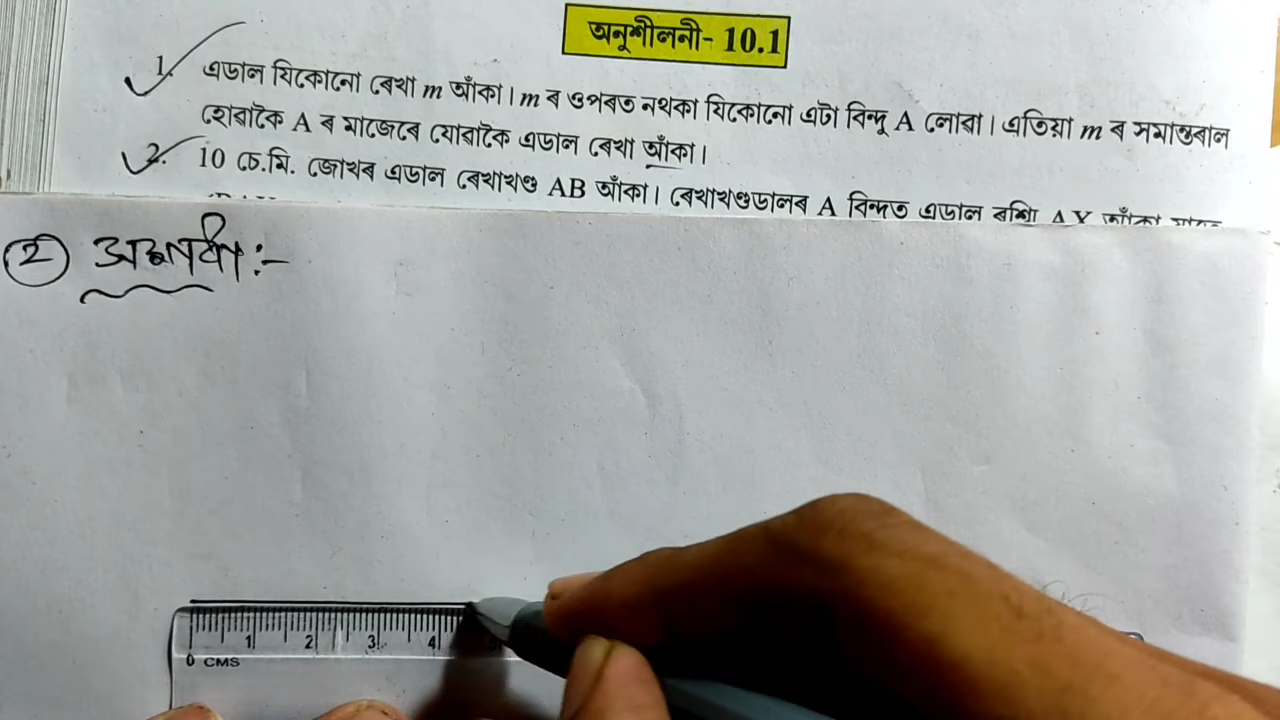 অনুশীলনী- 10.1
1. এডাল যিকোনো ৰেখা m আঁকা। m ৰ ওপৰত নথকা যিকোনো এটা বিন্দু A লোৱা। এতিয়া m ৰ সমান্তৰাল
হোৱাকৈ A ৰ মাজেৰে যোৱাকৈ এডাল ৰেখা আঁকা।
2. 10 চে.মি. জোখৰ এডাল ৰেখাখণ্ড AB আঁকা। ৰেখাখণ্ডডালৰ A বিন্দুত এডাল ৰশ্মি AX আঁকা
2
0 1 2 3 4
CMS